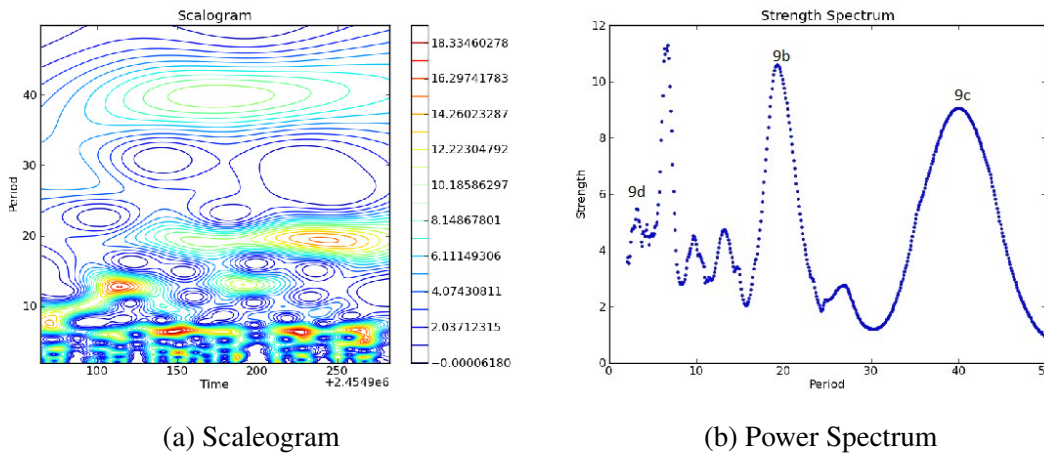 Scalogram
Period
40
30
20
10
100
150
200
250
Time
+2.4549e6
18.33460278
16.29741783
14.26023287
12.22304792
10.18586297
8.14867801
6.11149306
4.07430811
2.03712315
−0.00006180
Strength Spectrum
Strength
12
10
8
6
4
2
0
9d
9b
9c
0
10
20
30
40
50
Period
(a) Scaleogram
(b) Power Spectrum